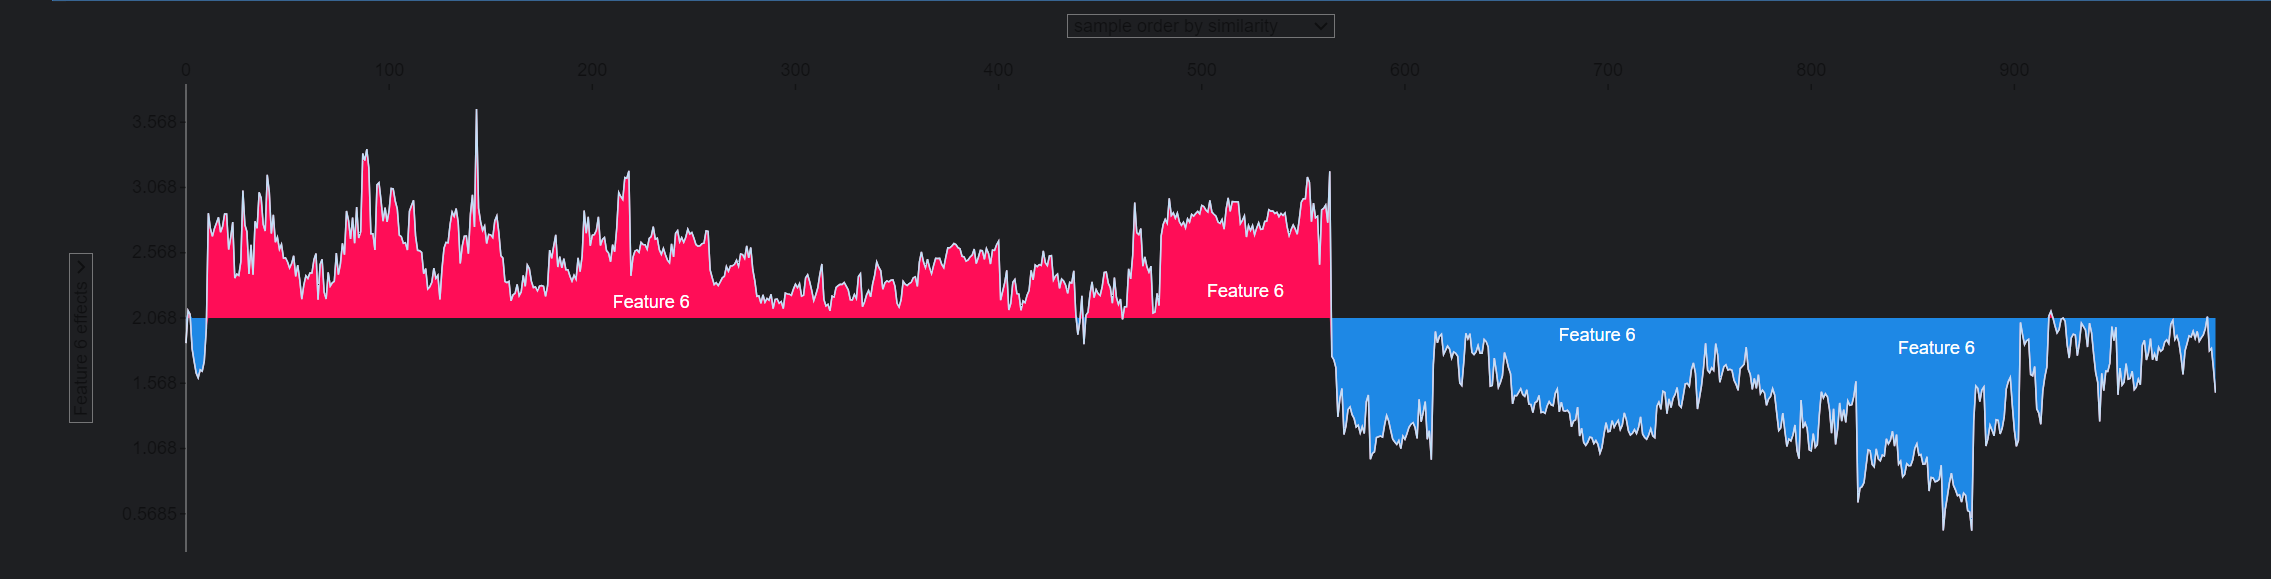 sample order by similarity
0 100 200 300 400 500 600 700 800 900
3.568
3.068
2.568
2.068
1.568
1.068
0.5685
Feature 6 effects
Feature 6
Feature 6
Feature 6
Feature 6